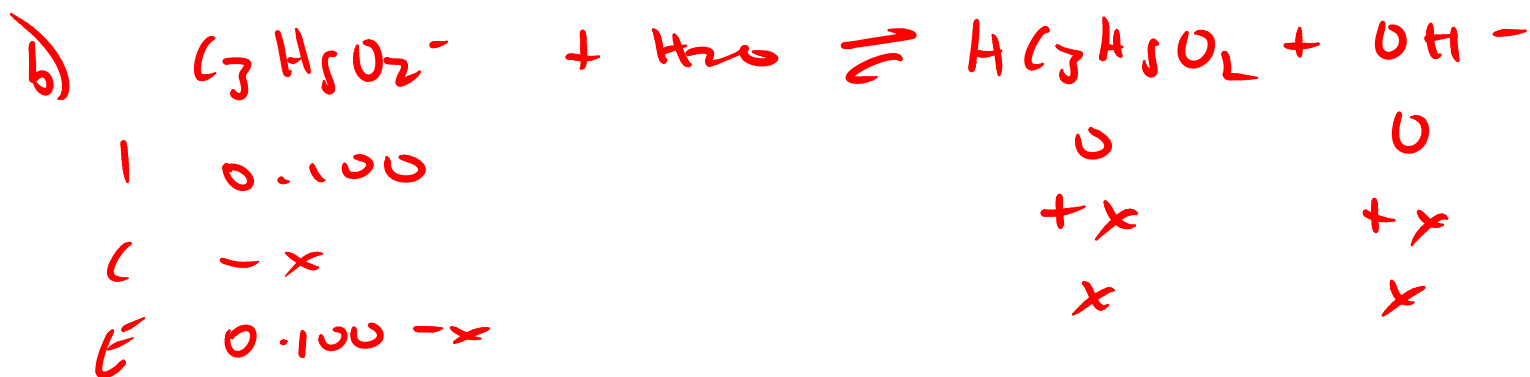 b) C₃H₅O₂⁻ + H₂O ⇌ HC₃H₅O₂ + OH⁻
I 0.100 0 0
C -x +x +x
E 0.100 -x x x